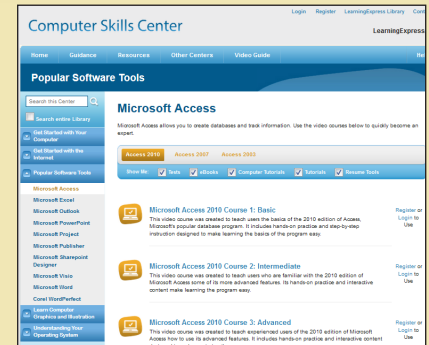 Login Register LearningExpress Library
Computer Skills Center
LearningExpress
Home Guidance Resources Other Centers Video Guide
Popular Software Tools
Search this Center
Search entire Library
Get Started with Your
Computer
Get Started with the
Internet
Popular Software Tools
Microsoft Access
Microsoft Excel
Microsoft Outlook
Microsoft PowerPoint
Microsoft Project
Microsoft Publisher
Microsoft Sharepoint
Designer
Microsoft Visio
Microsoft Word
Corel WordPerfect
Learn Computer
Graphics and Illustration
Understanding Your
Operating System
Microsoft Access
Microsoft Access allows you to create databases and track information. Use the video courses below to quickly become an
expert.
Access 2010 Access 2007 Access 2003
Show Me: Tests eBooks Computer Tutorials Tutorials Resume Tools
Microsoft Access 2010 Course 1: Basic
This video course was created to teach users the basics of the 2010 edition of Access,
Microsoft's popular database program. It includes hands-on practice and step-by-step
instruction designed to make learning the basics of the program easy.
Register or
Login to
Use
Microsoft Access 2010 Course 2: Intermediate
This video course was created to teach users who are familiar with the 2010 edition of
Microsoft Access some of its more advanced features. Its hands-on practice and interactive
content make learning the program easy.
Register or
Login to
Use
Microsoft Access 2010 Course 3: Advanced
This video course was created to teach experienced users of the 2010 edition of Microsoft
Access how to use its advanced features. It includes hands-on practice and interactive content
Register or
Login to
Use